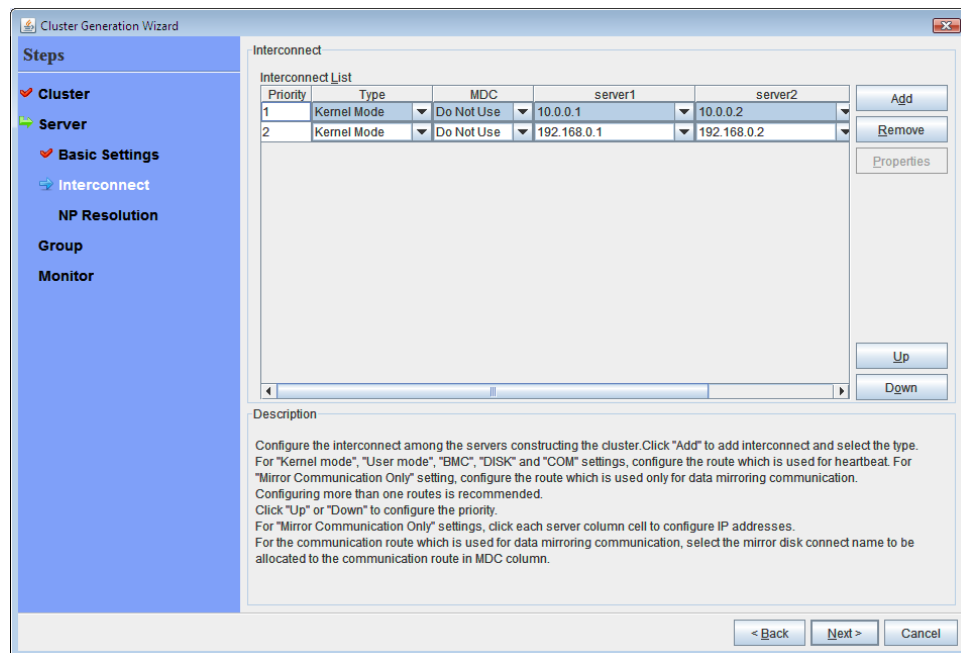 Cluster Generation Wizard
Steps
Cluster
Server
Basic Settings
Interconnect
NP Resolution
Group
Monitor
Interconnect
Interconnect List
Priority Type MDC server1 server2
1 Kernel Mode Do Not Use 10.0.0.1 10.0.0.2
2 Kernel Mode Do Not Use 192.168.0.1 192.168.0.2
Add
Remove
Properties
Up
Down
Description
Configure the interconnect among the servers constructing the cluster.Click "Add" to add interconnect and select the type.
For "Kernel mode", "User mode", "BMC", "DISK" and "COM" settings, configure the route which is used for heartbeat. For
"Mirror Communication Only" setting, configure the route which is used only for data mirroring communication.
Configuring more than one routes is recommended.
Click "Up" or "Down" to configure the priority.
For "Mirror Communication Only" settings, click each server column cell to configure IP addresses.
For the communication route which is used for data mirroring communication, select the mirror disk connect name to be
allocated to the communication route in MDC column.
< Back Next > Cancel